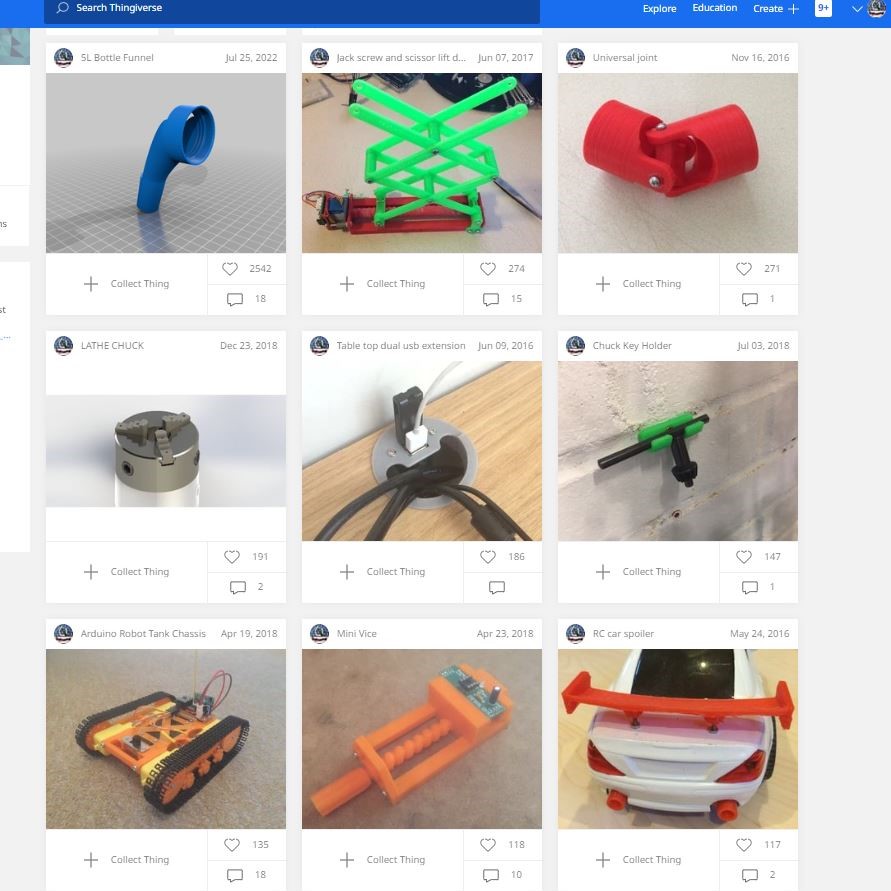 Search Thingiverse
Explore Education Create 9+
5L Bottle Funnel Jul 25, 2022
Jack screw and scissor lift d... Jun 07, 2017
Universal joint Nov 16, 2016
ns
st
Collect Thing 2542 18
Collect Thing 274 15
Collect Thing 271 1
LATHE CHUCK Dec 23, 2018
Table top dual usb extension Jun 09, 2016
Chuck Key Holder Jul 03, 2018
Collect Thing 191 2
Collect Thing 186
Collect Thing 147 1
Arduino Robot Tank Chassis Apr 19, 2018
Mini Vice Apr 23, 2018
RC car spoiler May 24, 2016
Collect Thing 135 18
Collect Thing 118 10
Collect Thing 117 2